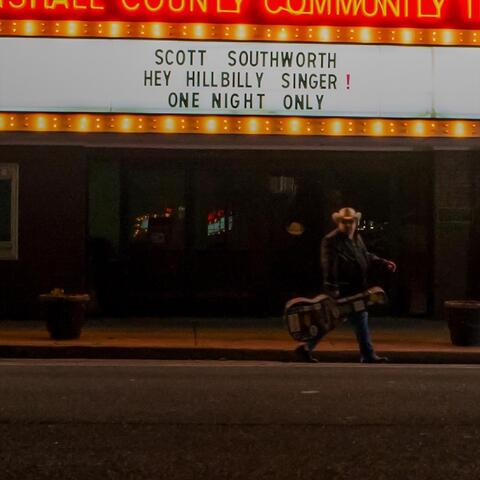 COUNTY COMMUNITY
SCOTT SOUTHWORTH
HEY HILLBILLY SINGER!
ONE NIGHT ONLY